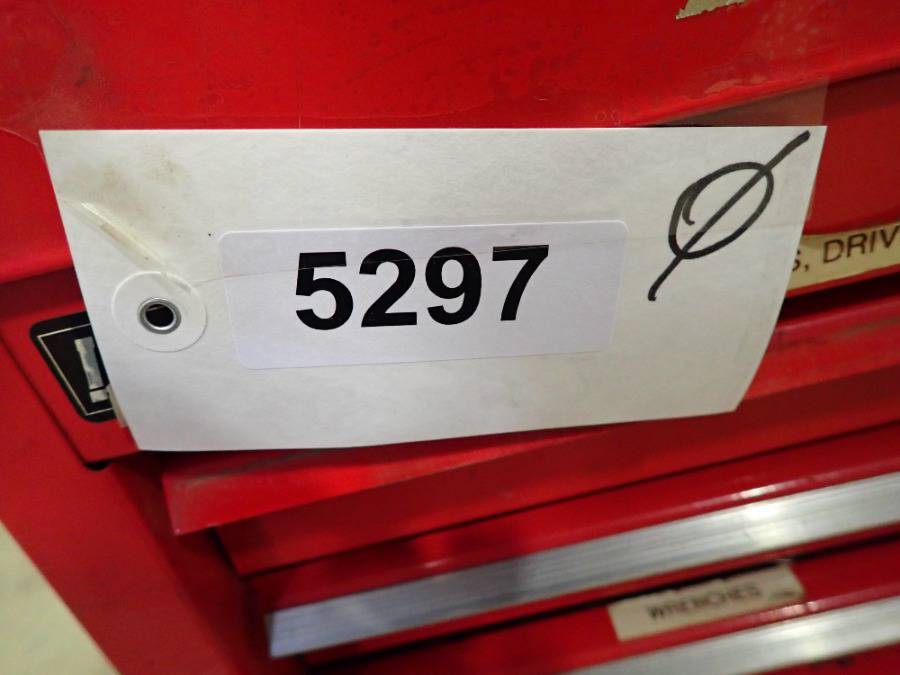 5297
Ø
S, DRIV
WRENCHES